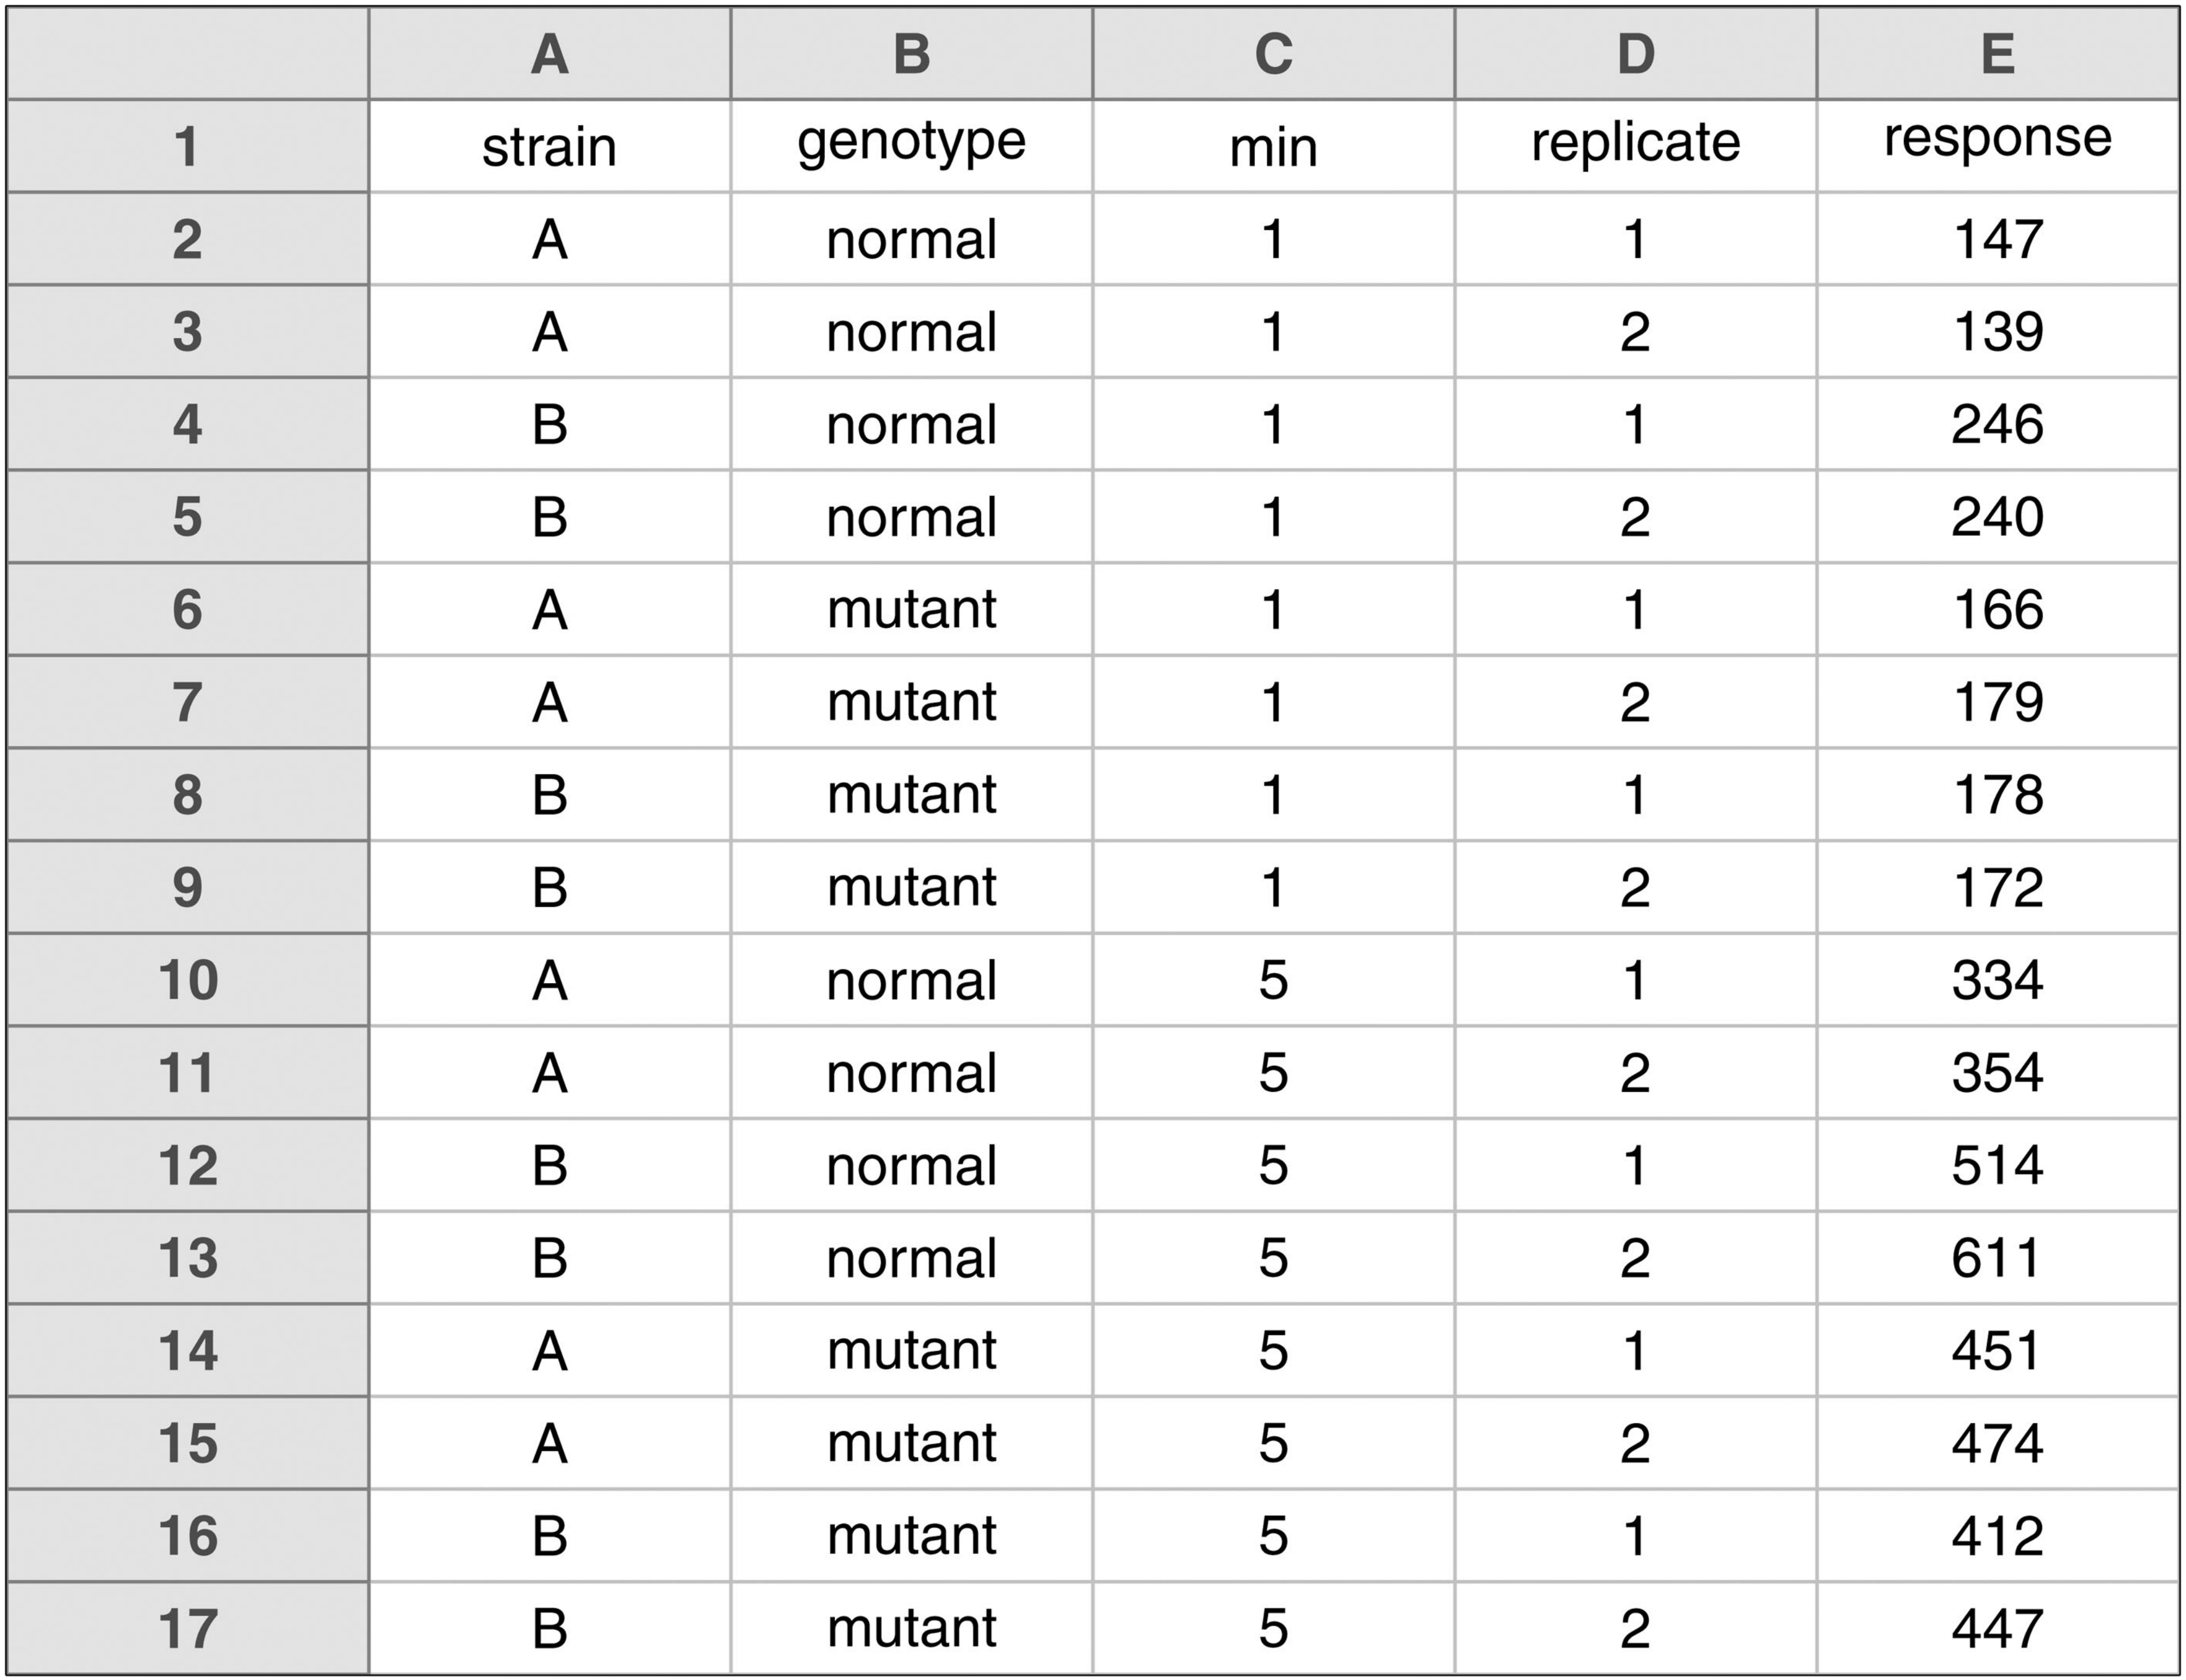 A B C D E
1 strain genotype min replicate response
2 A normal 1 1 147
3 A normal 1 2 139
4 B normal 1 1 246
5 B normal 1 2 240
6 A mutant 1 1 166
7 A mutant 1 2 179
8 B mutant 1 1 178
9 B mutant 1 2 172
10 A normal 5 1 334
11 A normal 5 2 354
12 B normal 5 1 514
13 B normal 5 2 611
14 A mutant 5 1 451
15 A mutant 5 2 474
16 B mutant 5 1 412
17 B mutant 5 2 447